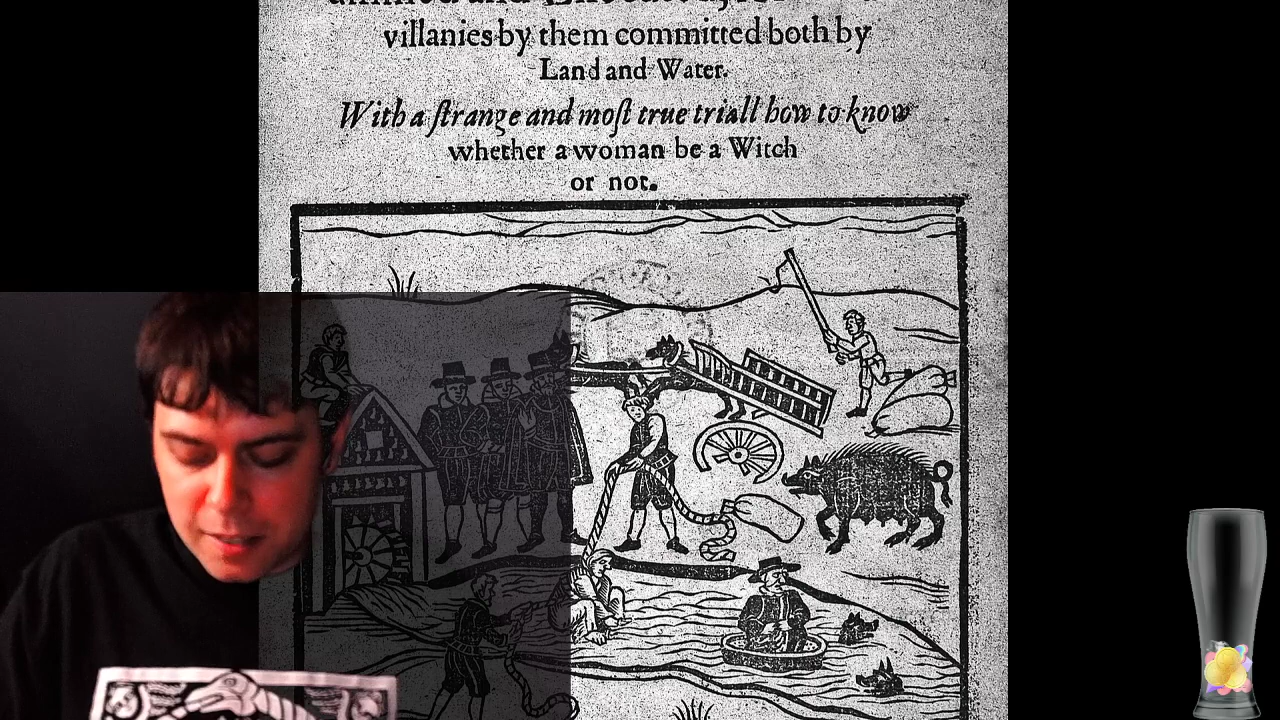 villanies by them committed both by
Land and Water.
With a ſtrange and moſt true triall how to know
whether a woman be a Witch
or not.